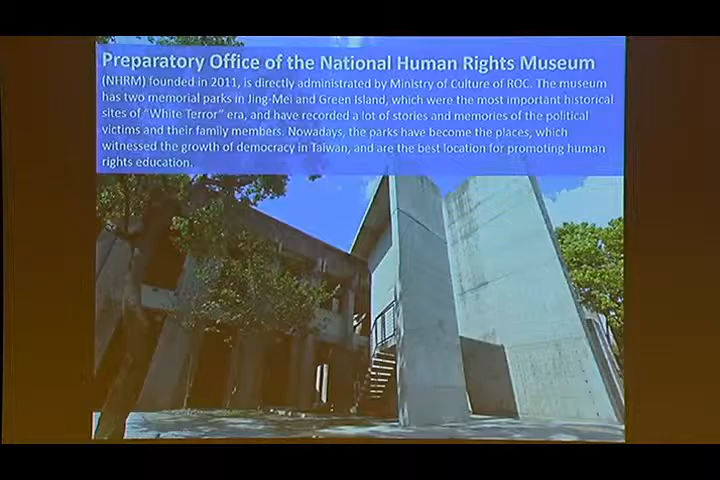 Preparatory Office of the National Human Rights Museum
(NHRM) founded in 2011, is directly administrated by Ministry of Culture of ROC. The museum
has two memorial parks in Jing-Mei and Green Island, which were the most important historical
sites of “White Terror” era, and have recorded a lot of stories and memories of the political
victims and their family members. Nowadays, the parks have become the places, which
witnessed the growth of democracy in Taiwan, and are the best location for promoting human
rights education.